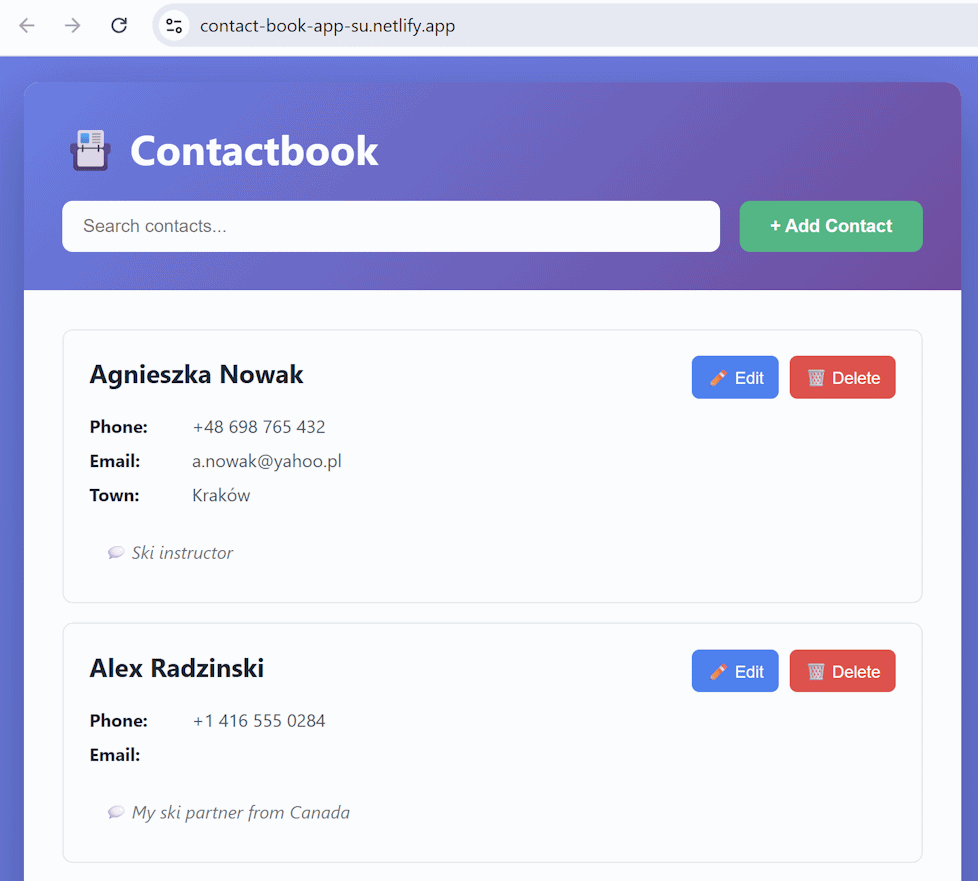 contact-book-app-su.netlify.app
Contactbook
Search contacts...
+ Add Contact
Agnieszka Nowak
Edit
Delete
Phone: +48 698 765 432
Email: a.nowak@yahoo.pl
Town: Kraków
Ski instructor
Alex Radzinski
Edit
Delete
Phone: +1 416 555 0284
Email:
My ski partner from Canada